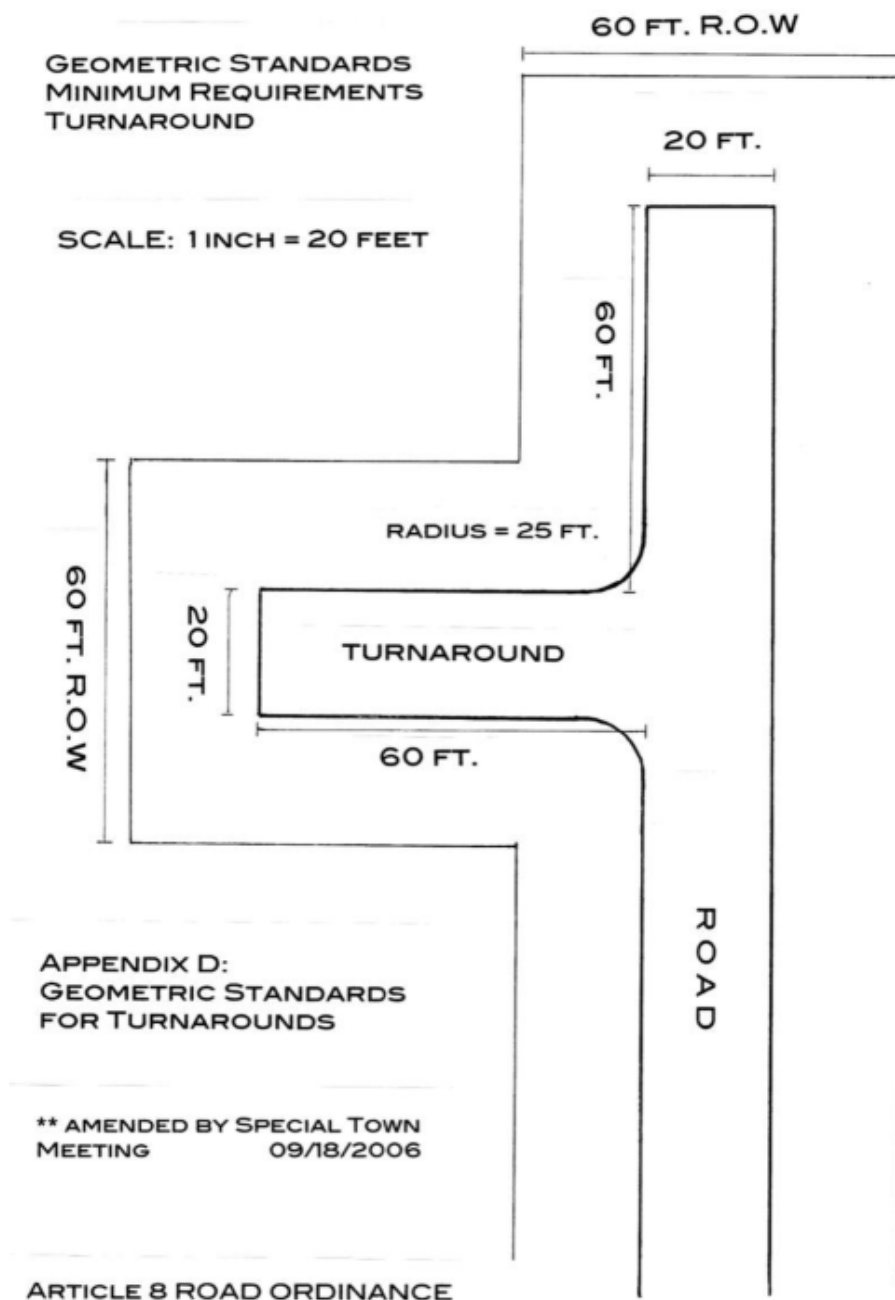 60 FT. R.O.W
GEOMETRIC STANDARDS
MINIMUM REQUIREMENTS
TURNAROUND
20 FT.
SCALE: 1 INCH = 20 FEET
60 FT.
RADIUS = 25 FT.
60 FT. R.O.W
20 FT.
TURNAROUND
60 FT.
ROAD
APPENDIX D:
GEOMETRIC STANDARDS
FOR TURNAROUNDS
** AMENDED BY SPECIAL TOWN
MEETING 09/18/2006
ARTICLE 8 ROAD ORDINANCE